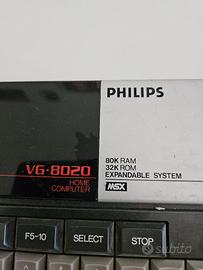 PHILIPS
VG-8020
HOME
COMPUTER
80K RAM
32K ROM
EXPANDABLE SYSTEM
MSX
F5-10
SELECT
STOP
subito